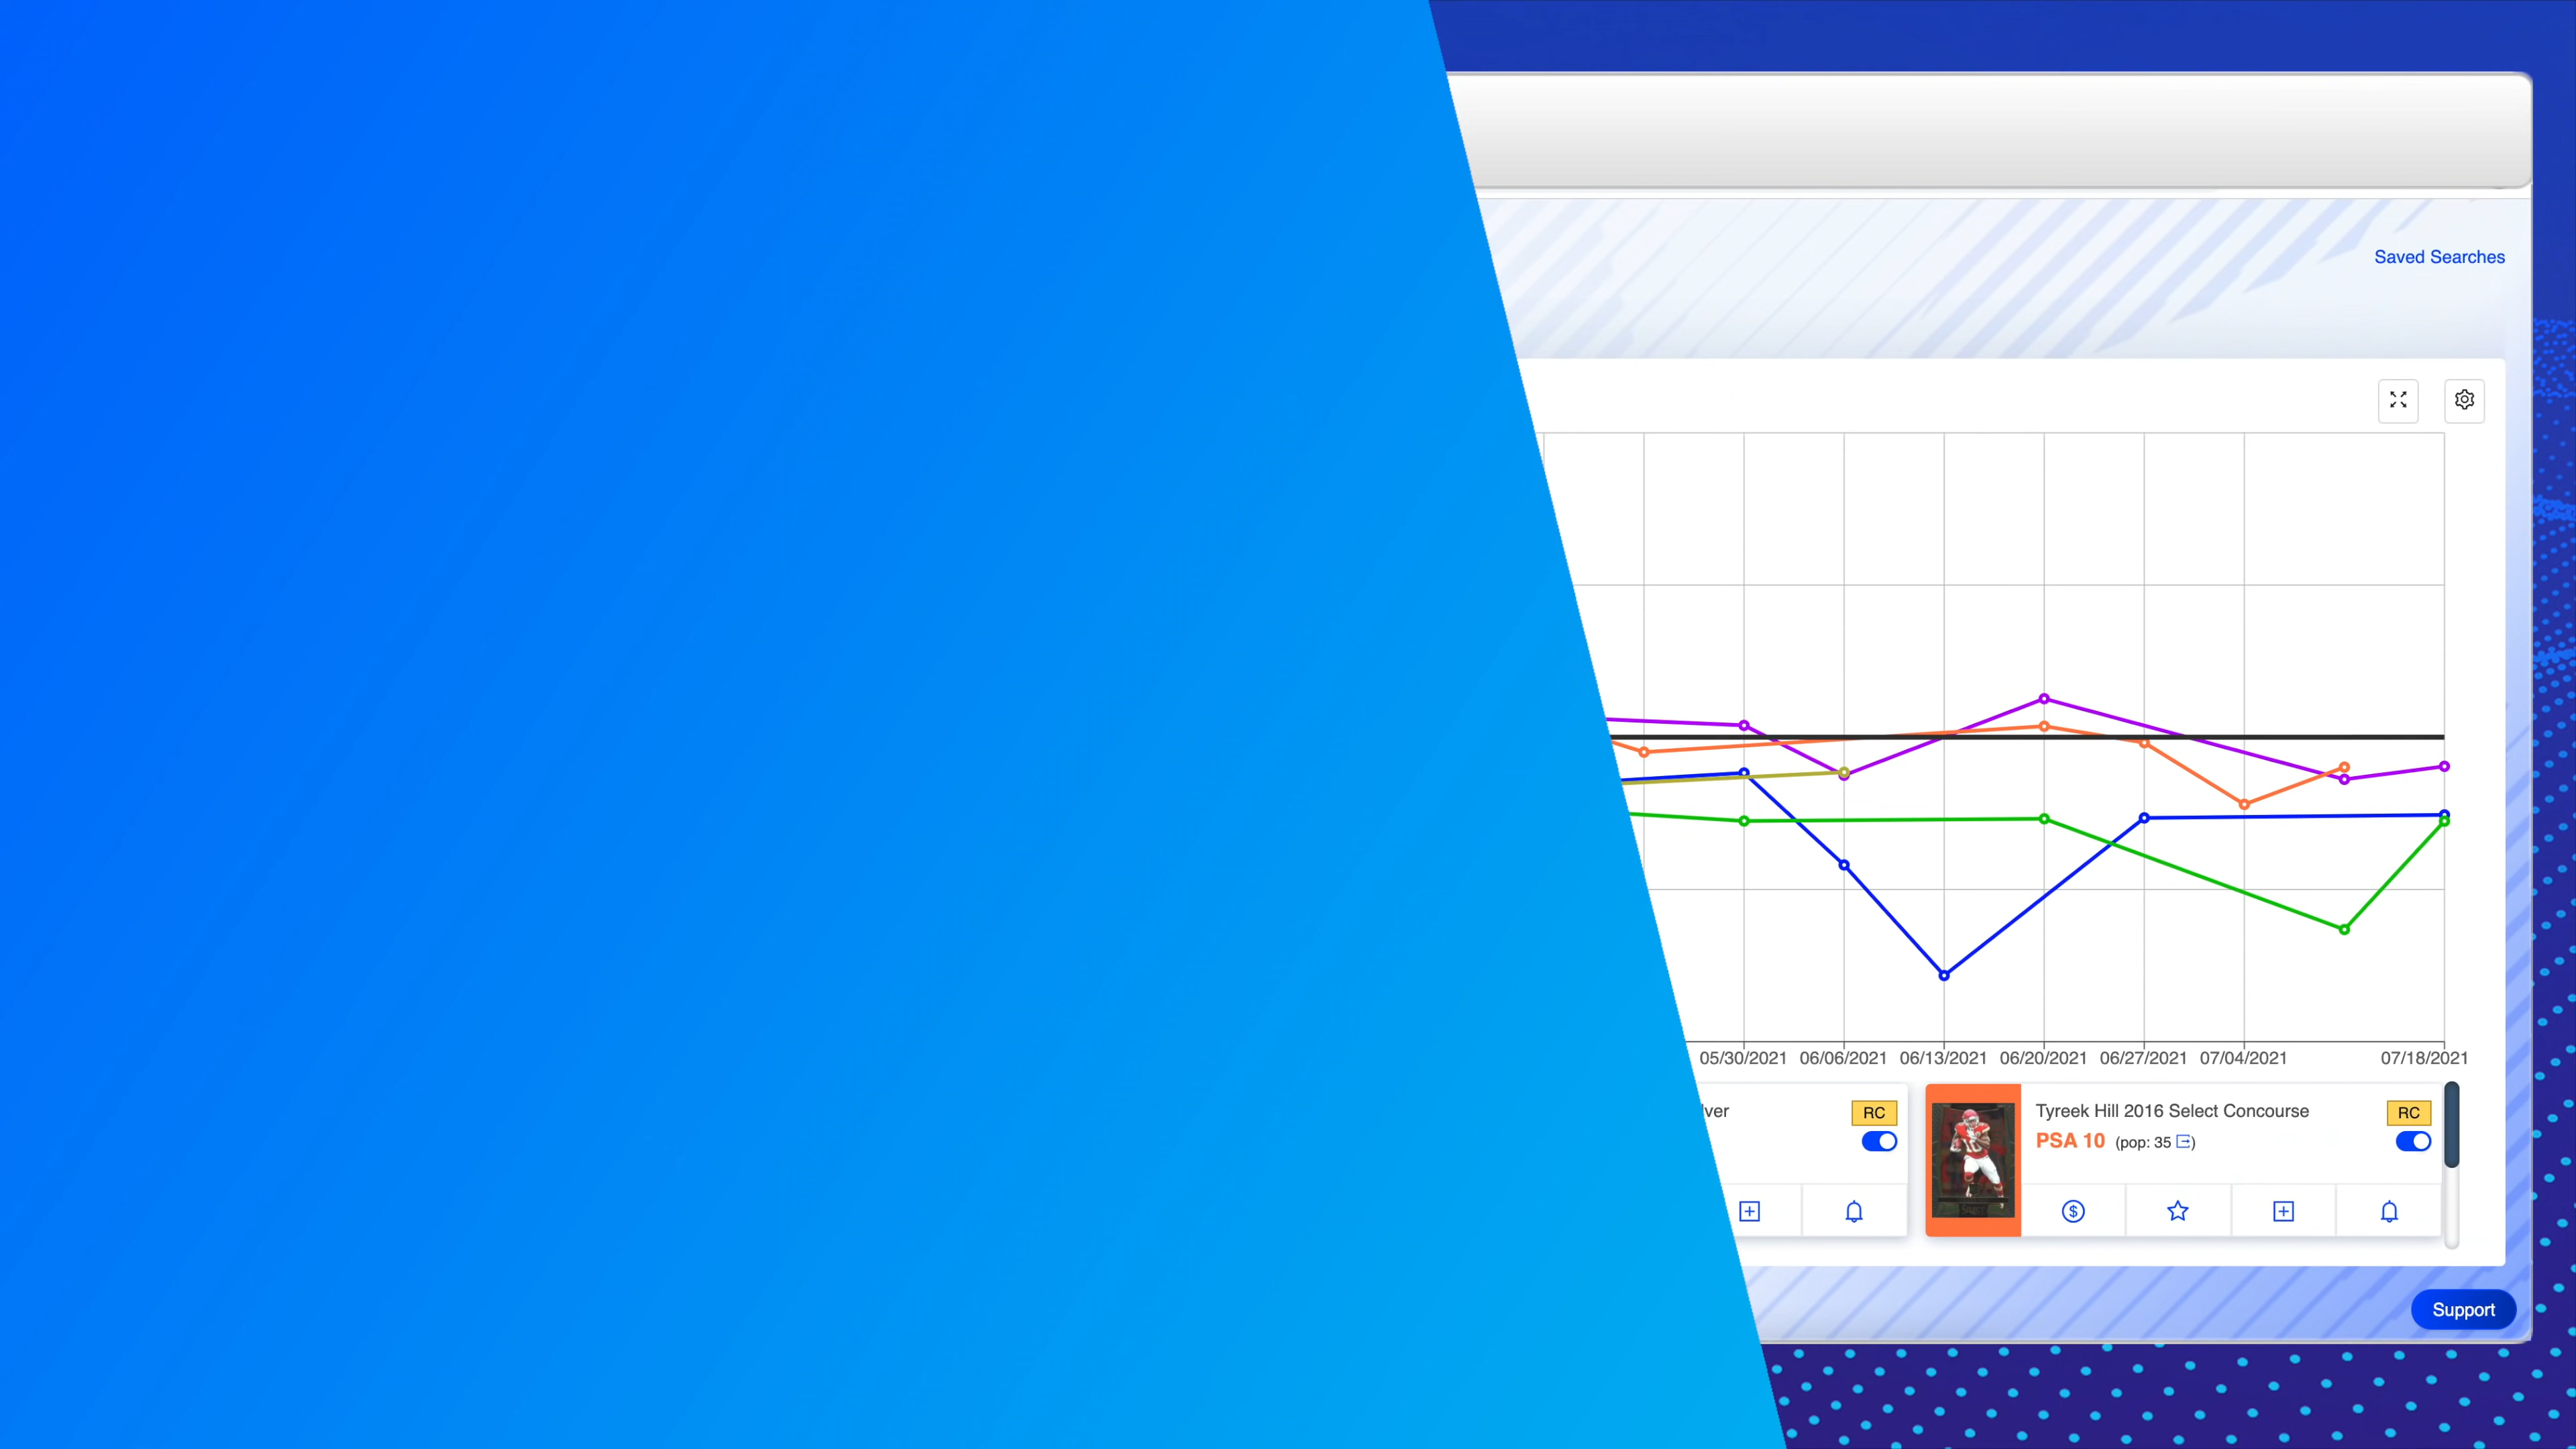 Saved Searches
05/30/2021 06/06/2021 06/13/2021 06/20/2021 06/27/2021 07/04/2021 07/18/2021
lver RC
Tyreek Hill 2016 Select Concourse RC
PSA 10 (pop: 35)
Support